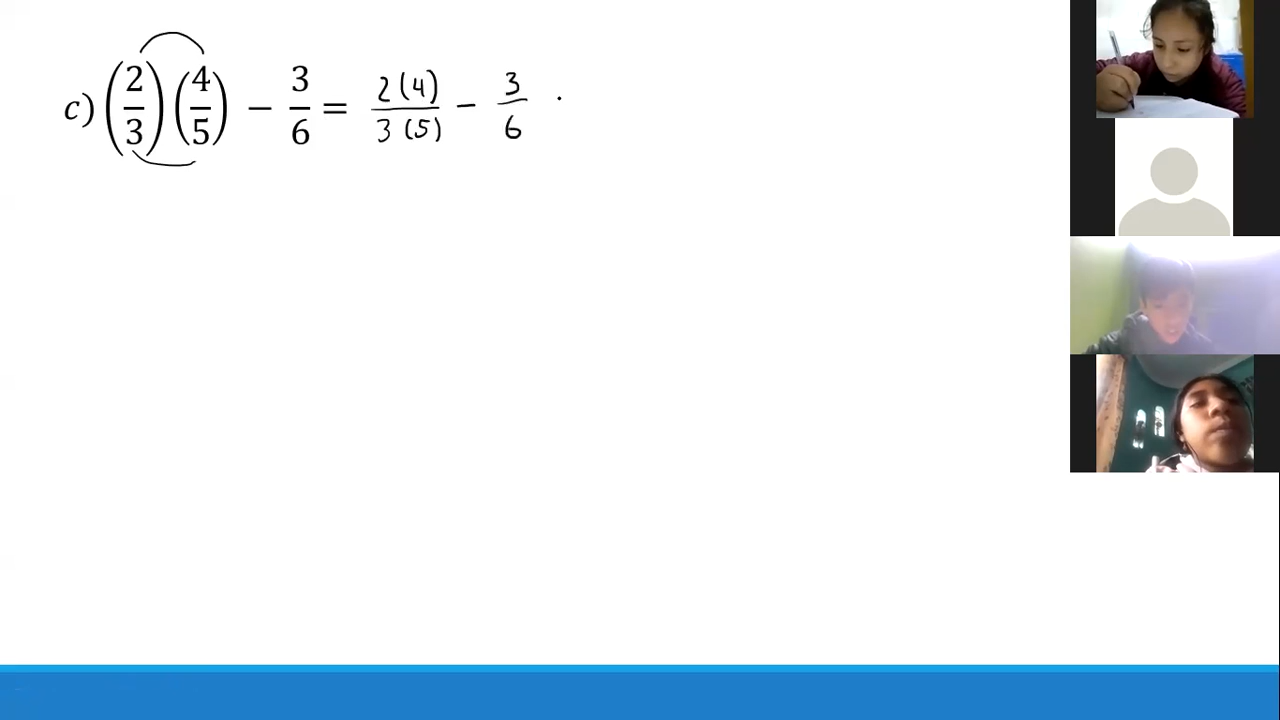 c) (2/3)(4/5) − 3/6 = 2(4)/3(5) − 3/6